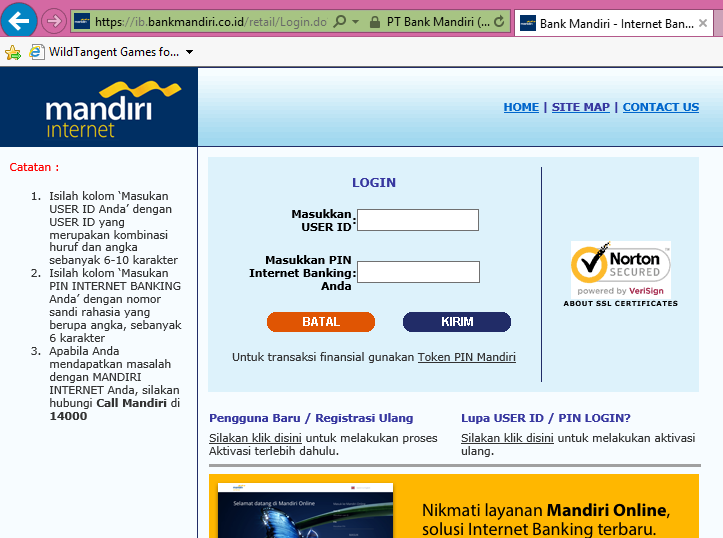 https://ib.bankmandiri.co.id/retail/Login.do
PT Bank Mandiri (...
Bank Mandiri - Internet Ban...
WildTangent Games fo...
mandiri
internet
HOME | SITE MAP | CONTACT US
Catatan :
1. Isilah kolom ‘Masukan
USER ID Anda’ dengan
USER ID yang
merupakan kombinasi
huruf dan angka
sebanyak 6-10 karakter
2. Isilah kolom ‘Masukan
PIN INTERNET BANKING
Anda’ dengan nomor
sandi rahasia yang
berupa angka, sebanyak
6 karakter
3. Apabila Anda
mendapatkan masalah
dengan MANDIRI
INTERNET Anda, silakan
hubungi Call Mandiri di
14000
LOGIN
Masukkan
USER ID :
Masukkan PIN
Internet Banking :
Anda
BATAL
KIRIM
Untuk transaksi finansial gunakan Token PIN Mandiri
Norton
SECURED
powered by VeriSign
ABOUT SSL CERTIFICATES
Pengguna Baru / Registrasi Ulang
Silakan klik disini untuk melakukan proses
Aktivasi terlebih dahulu.
Lupa USER ID / PIN LOGIN?
Silakan klik disini untuk melakukan aktivasi
ulang.
Selamat datang di Mandiri Online
Nikmati layanan Mandiri Online,
solusi Internet Banking terbaru.